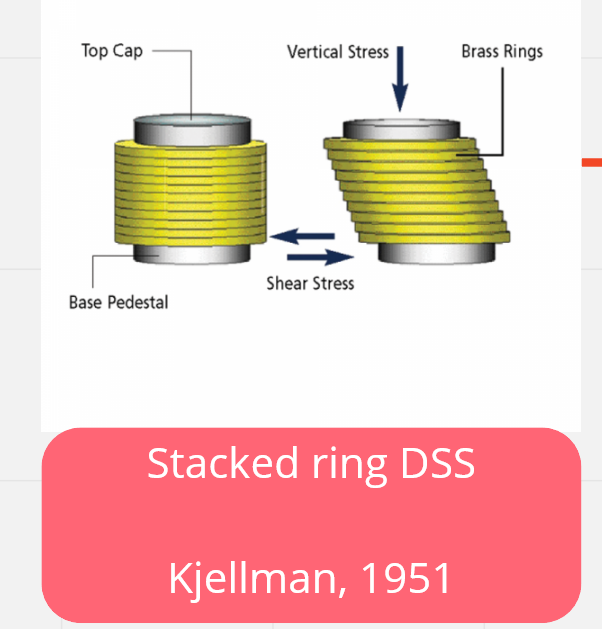 Top Cap
Vertical Stress
Brass Rings
Shear Stress
Base Pedestal
Stacked ring DSS
Kjellman, 1951